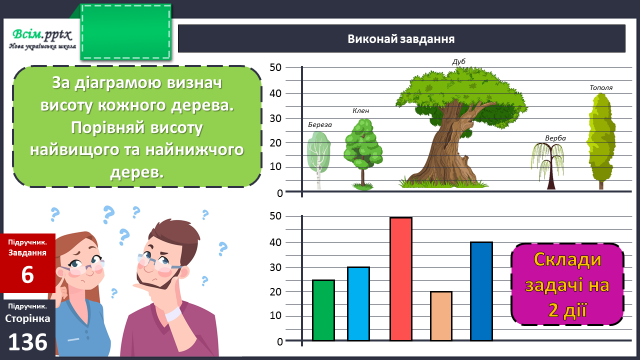 Всім.pptx
Нова українська школа
Виконай завдання
За діаграмою визнач
висоту кожного дерева.
Порівняй висоту
найвищого та найнижчого
дерев.
50
40
30
20
10
0
Береза
Клен
Дуб
Верба
Тополя
50
40
30
20
10
0
Підручник.
Завдання
6
Підручник.
Сторінка
136
Склади
задачі на
2 дії